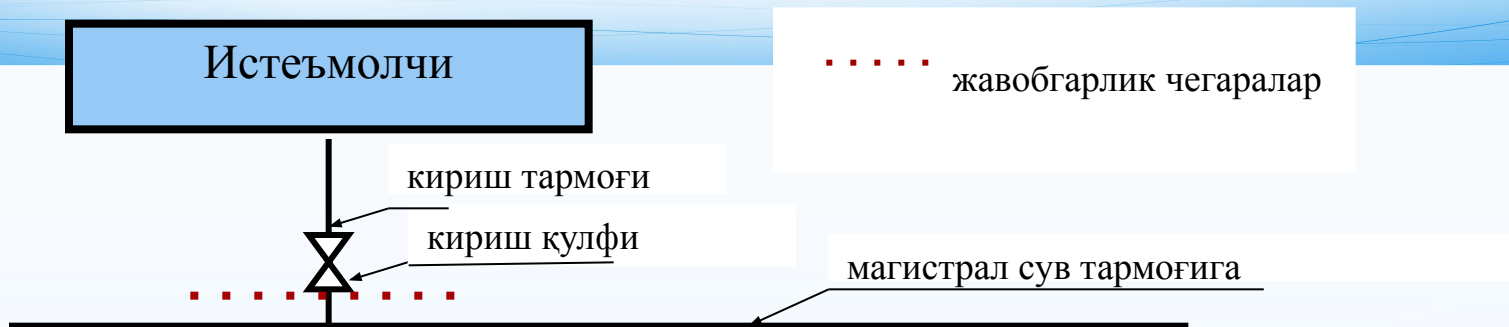 Истеъмолчи
жавобгарлик чегаралар
кириш тармоғи
кириш қулфи
магистрал сув тармоғига